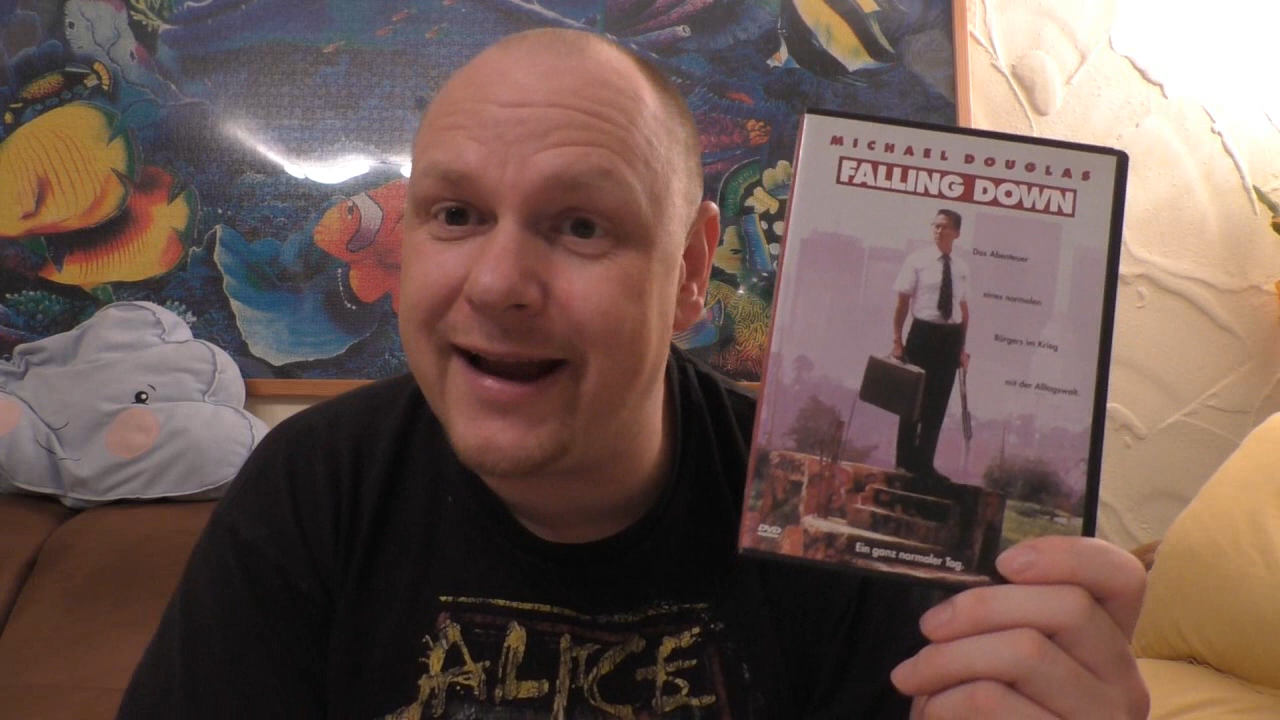 MICHAEL DOUGLAS
FALLING DOWN
Das Abenteuer
eines normalen
Bürgers im Krieg
mit der Alltagswelt.
DVD
Ein ganz normaler Tag.
ALICE